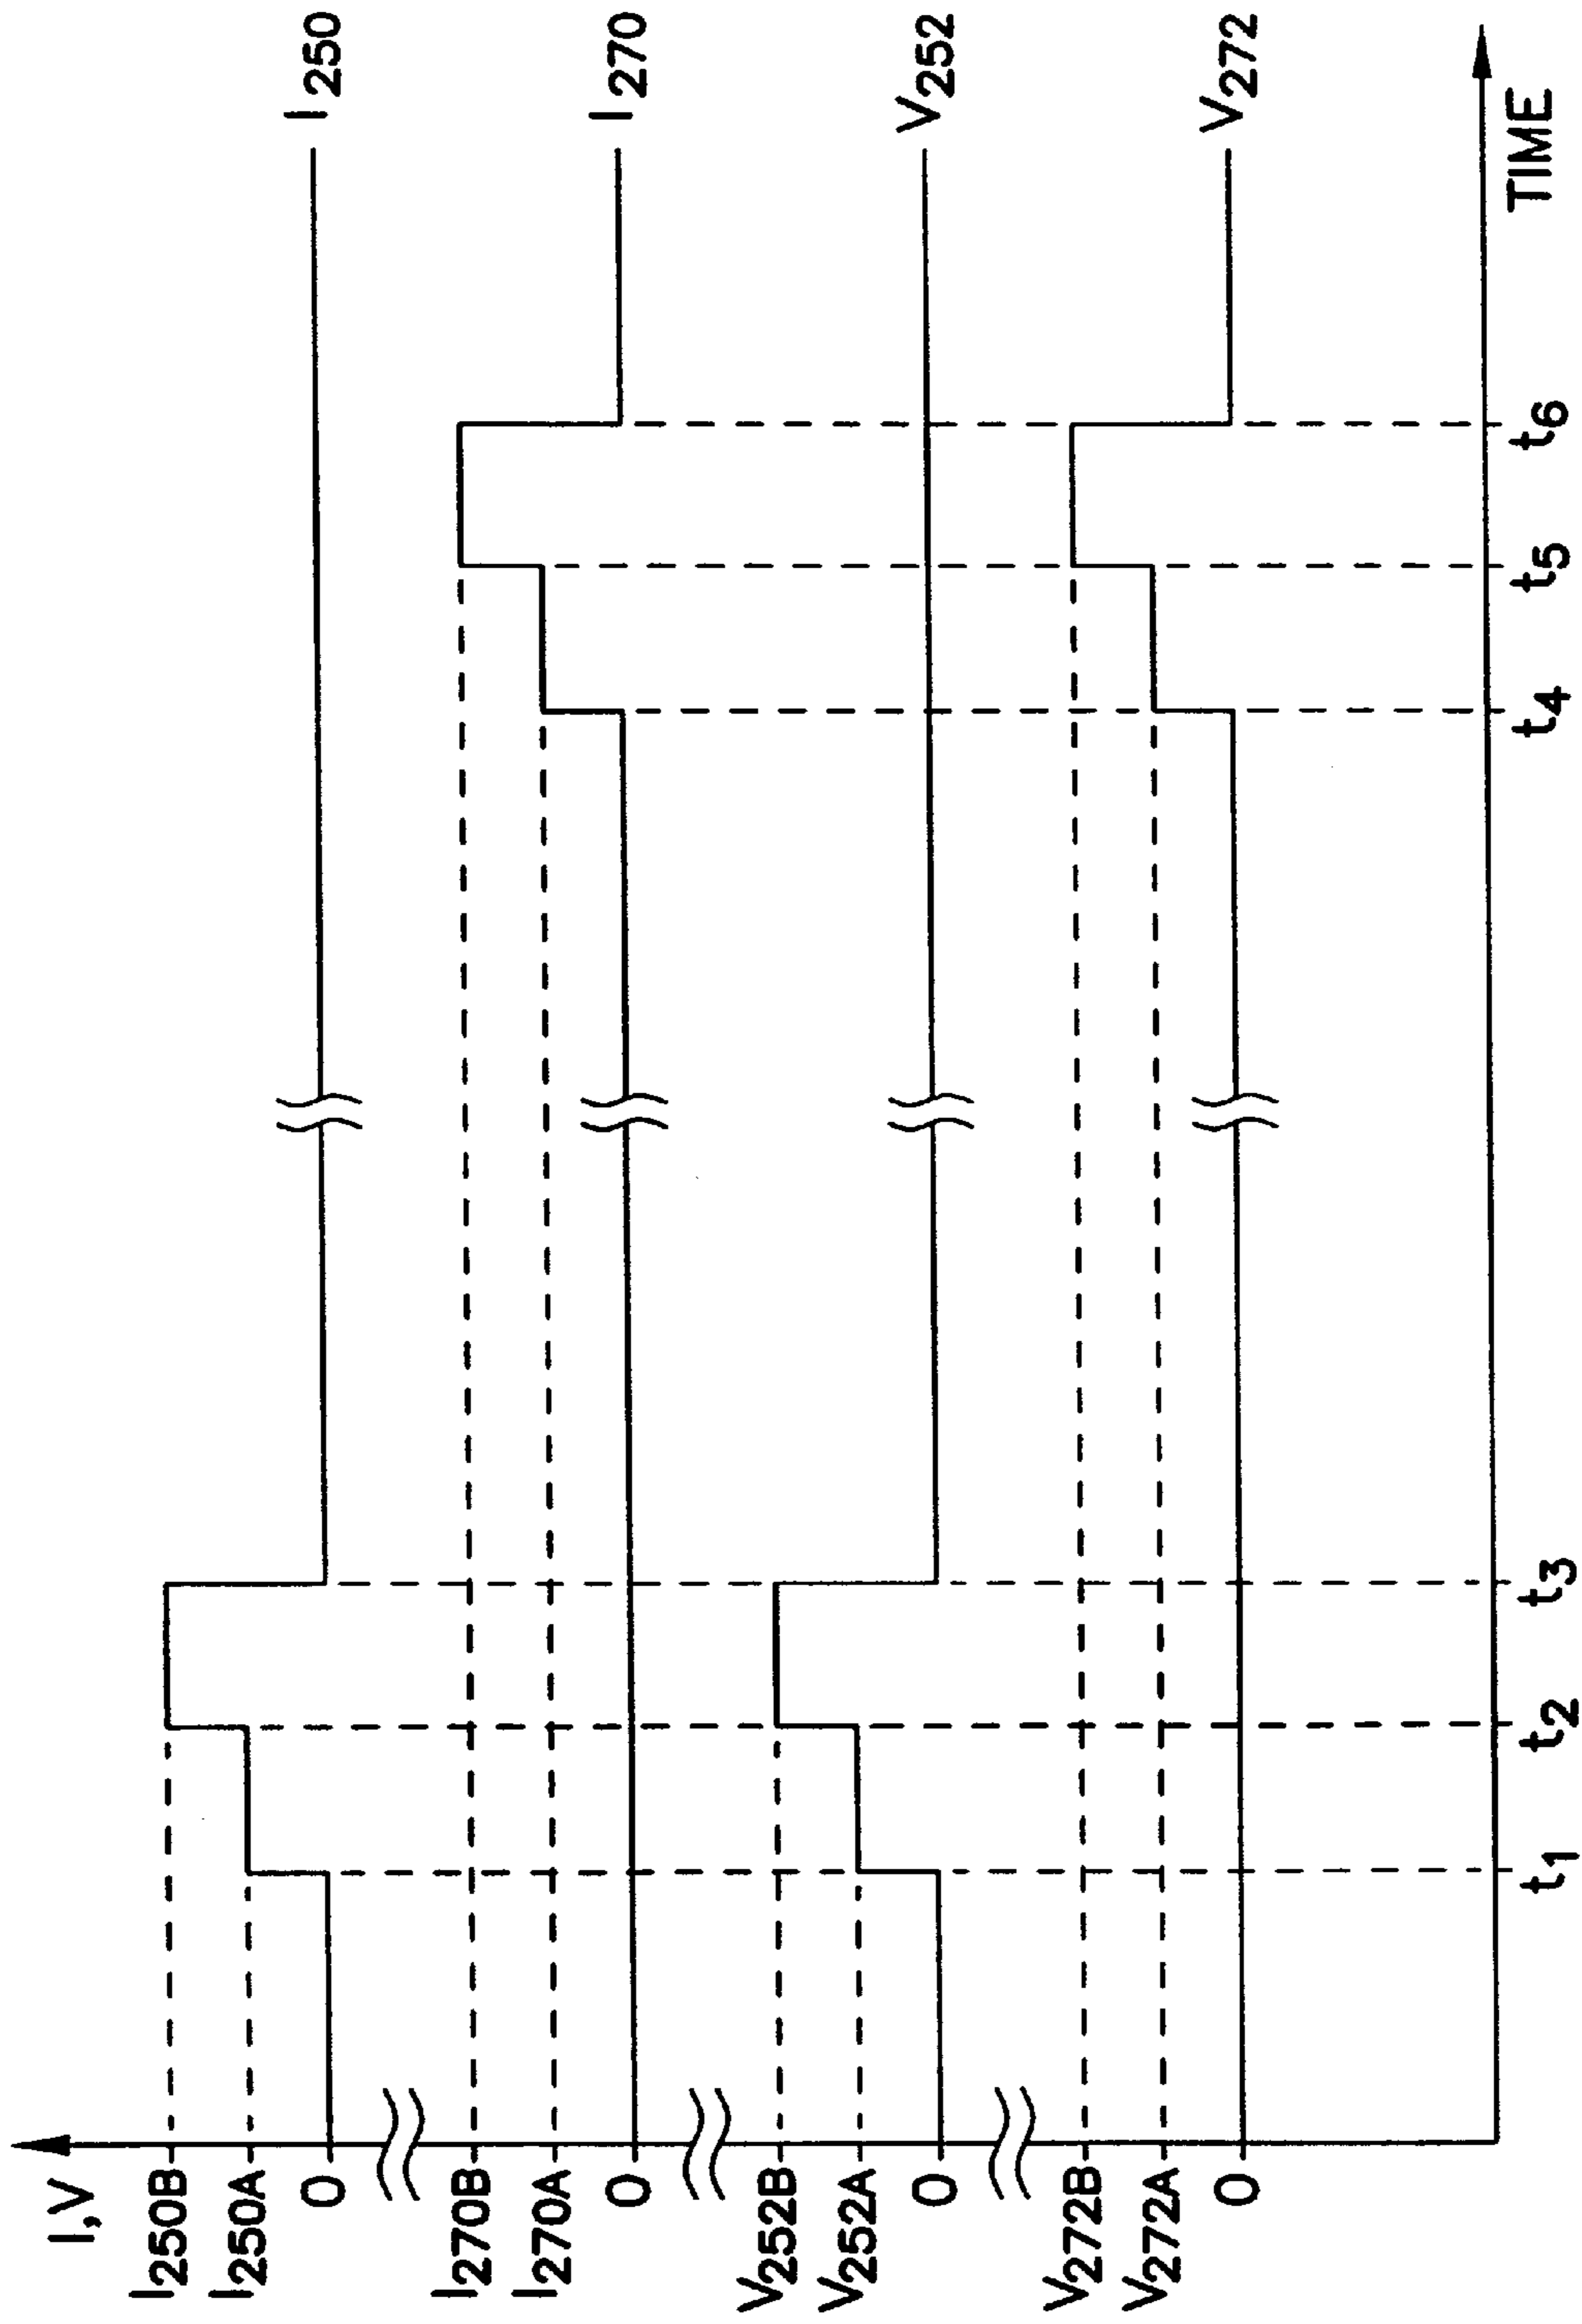 I,V
I250B
I250A
0
I270B
I270A
0
V252B
V252A
0
V272B
V272A
0
I250
I270
V252
V272
t1
t2
t3
t4
t5
t6
TIME